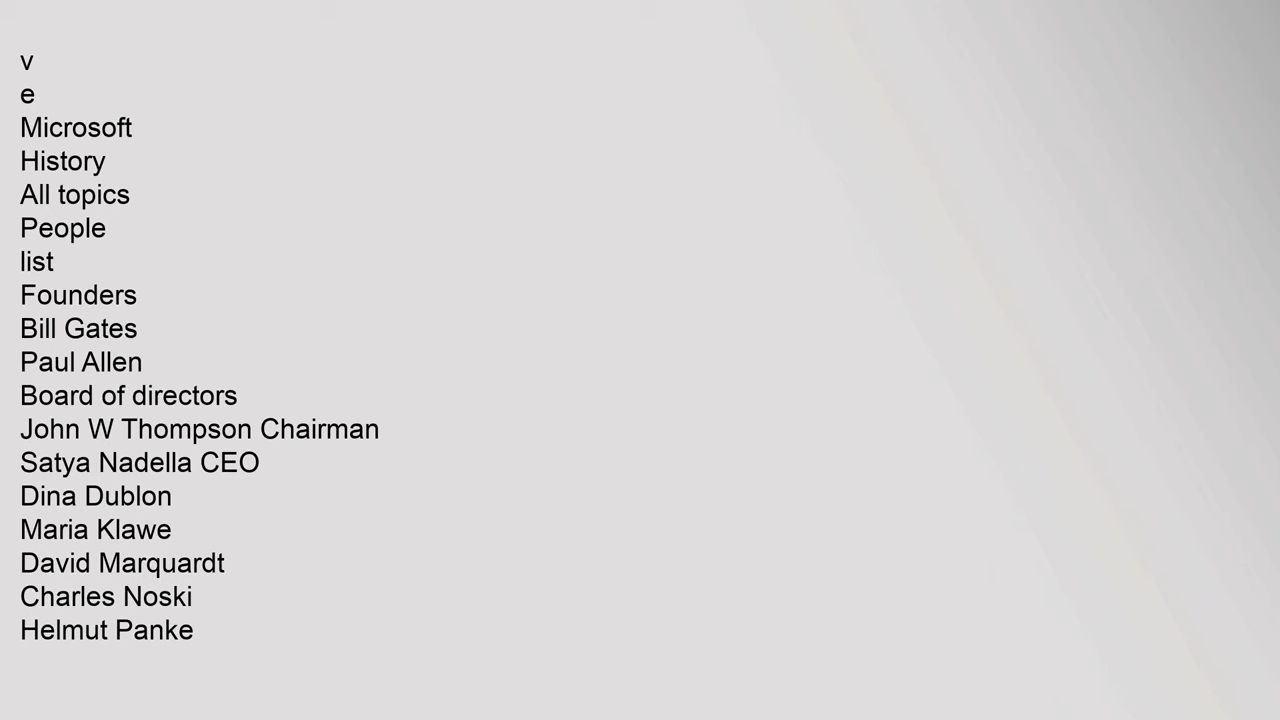 v
e
Microsoft
History
All topics
People
list
Founders
Bill Gates
Paul Allen
Board of directors
John W Thompson Chairman
Satya Nadella CEO
Dina Dublon
Maria Klawe
David Marquardt
Charles Noski
Helmut Panke